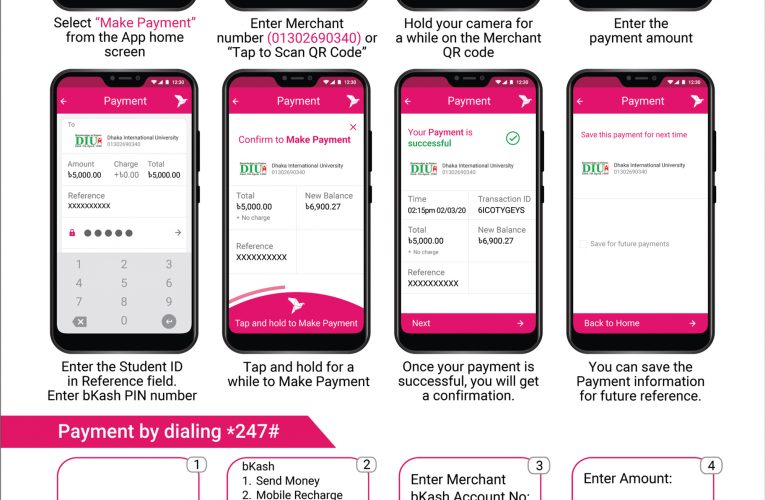 Select “Make Payment”
from the App home
screen
Enter Merchant
number (01302690340) or
“Tap to Scan QR Code”
Hold your camera for
a while on the Merchant
QR code
Enter the
payment amount
12:30
Payment
To
DIU
Dhaka International University
01302690340
Amount Charge Total
৳5,000.00 +৳0.00 ৳5,000.00
Reference
XXXXXXXXXX
1 2 3
4 5 6
7 8 9
0
12:30
Payment
Confirm to Make Payment
DIU
Dhaka International University
01302690340
Total New Balance
৳5,000.00 ৳6,900.27
+ No charge
Reference
XXXXXXXXXX
Tap and hold to Make Payment
12:30
Payment
Your Payment is
successful
DIU
Dhaka International University
01302690340
Time Transaction ID
02:15pm 02/03/20 6ICOTYGEYS
Total New Balance
৳5,000.00 ৳6,900.27
+ No charge
Reference
XXXXXXXXXX
Next
12:30
Payment
Save this payment for next time
DIU
Dhaka International University
01302690340
Save for future payments
Back to Home
Enter the Student ID
in Reference field.
Enter bKash PIN number
Tap and hold for a
while to Make Payment
Once your payment is
successful, you will get
a confirmation.
You can save the
Payment information
for future reference.
Payment by dialing *247#
1
2
bKash
1. Send Money
2. Mobile Recharge
3
Enter Merchant
bKash Account No:
4
Enter Amount: